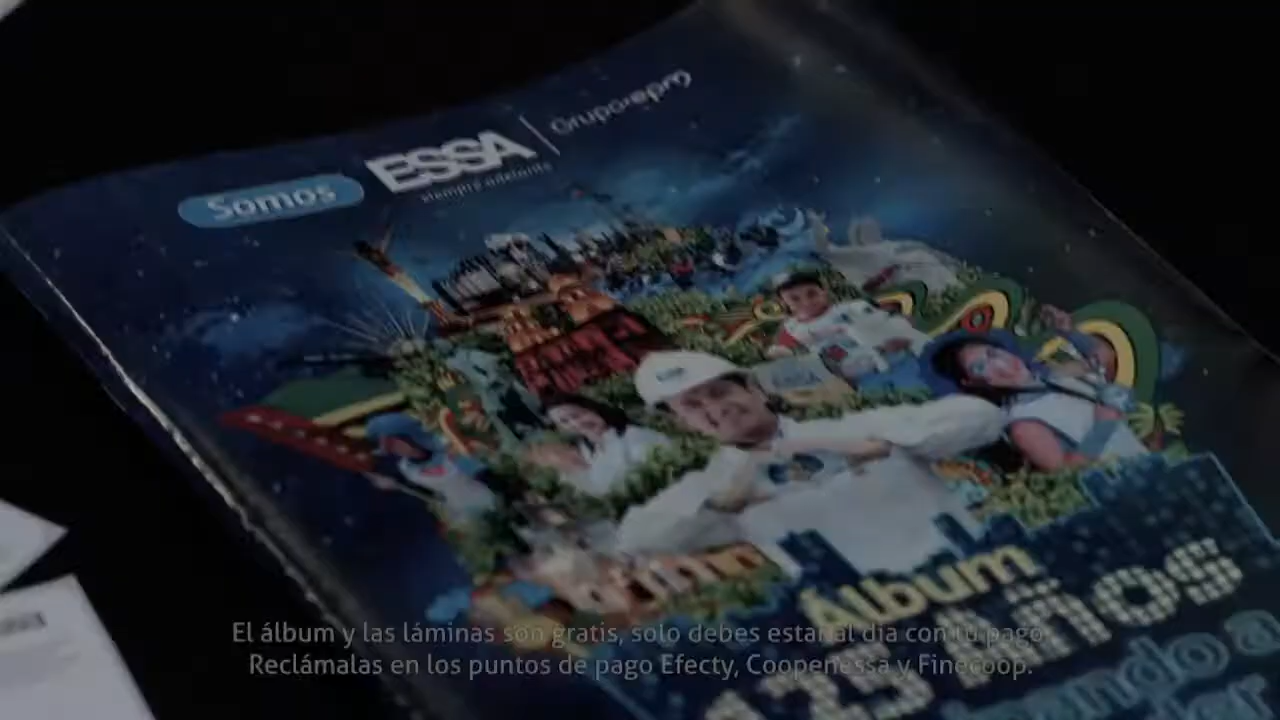 Somos ESSA Grupo·epm
siempre adelante
Álbum
125 Años
El álbum y las láminas son gratis, solo debes estar al día con tu pago
Reclámalas en los puntos de pago Efecty, Coopenessa y Finecoop.